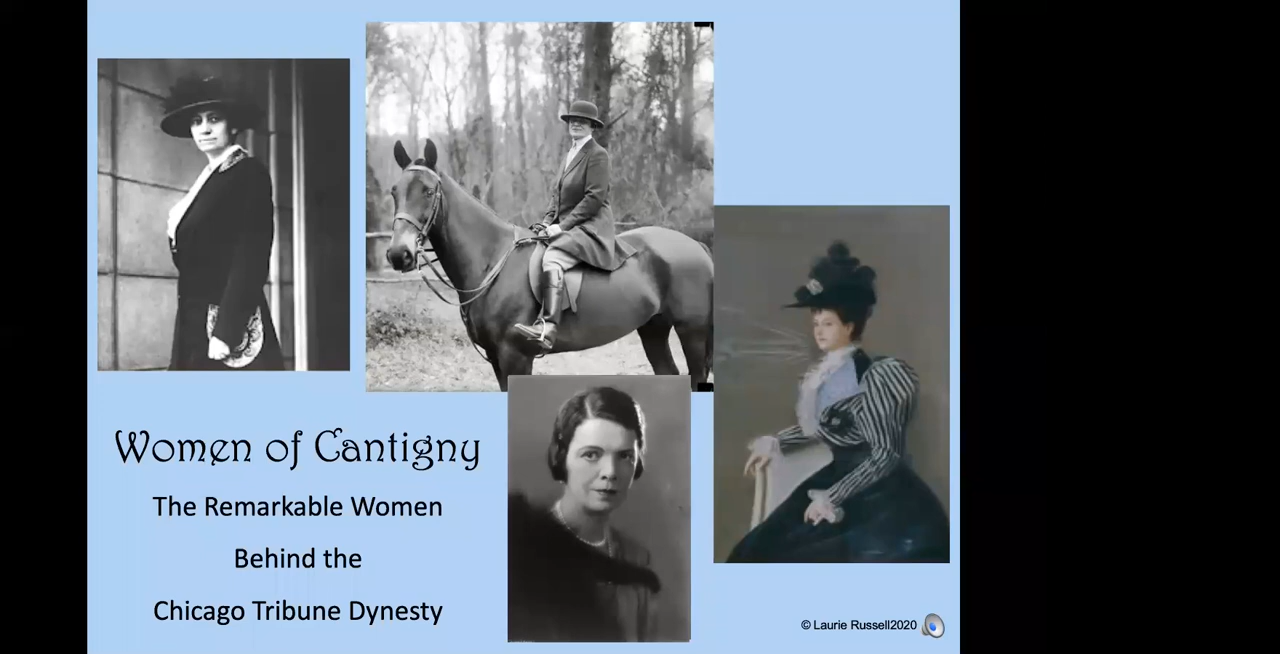 Women of Cantigny
The Remarkable Women
Behind the
Chicago Tribune Dynesty
© Laurie Russell2020